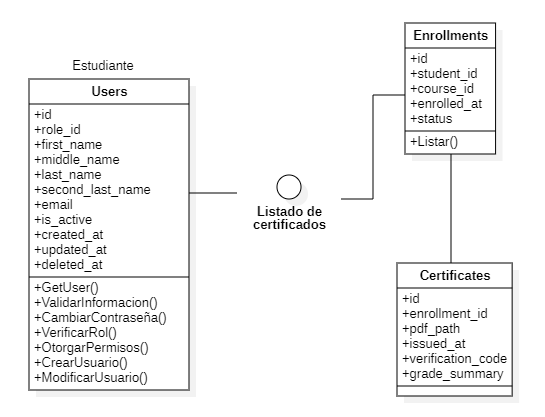 Estudiante
Users
+id
+role_id
+first_name
+middle_name
+last_name
+second_last_name
+email
+is_active
+created_at
+updated_at
+deleted_at
+GetUser()
+ValidarInformacion()
+CambiarContraseña()
+VerificarRol()
+OtorgarPermisos()
+CrearUsuario()
+ModificarUsuario()
Listado de
certificados
Enrollments
+id
+student_id
+course_id
+enrolled_at
+status
+Listar()
Certificates
+id
+enrollment_id
+pdf_path
+issued_at
+verification_code
+grade_summary